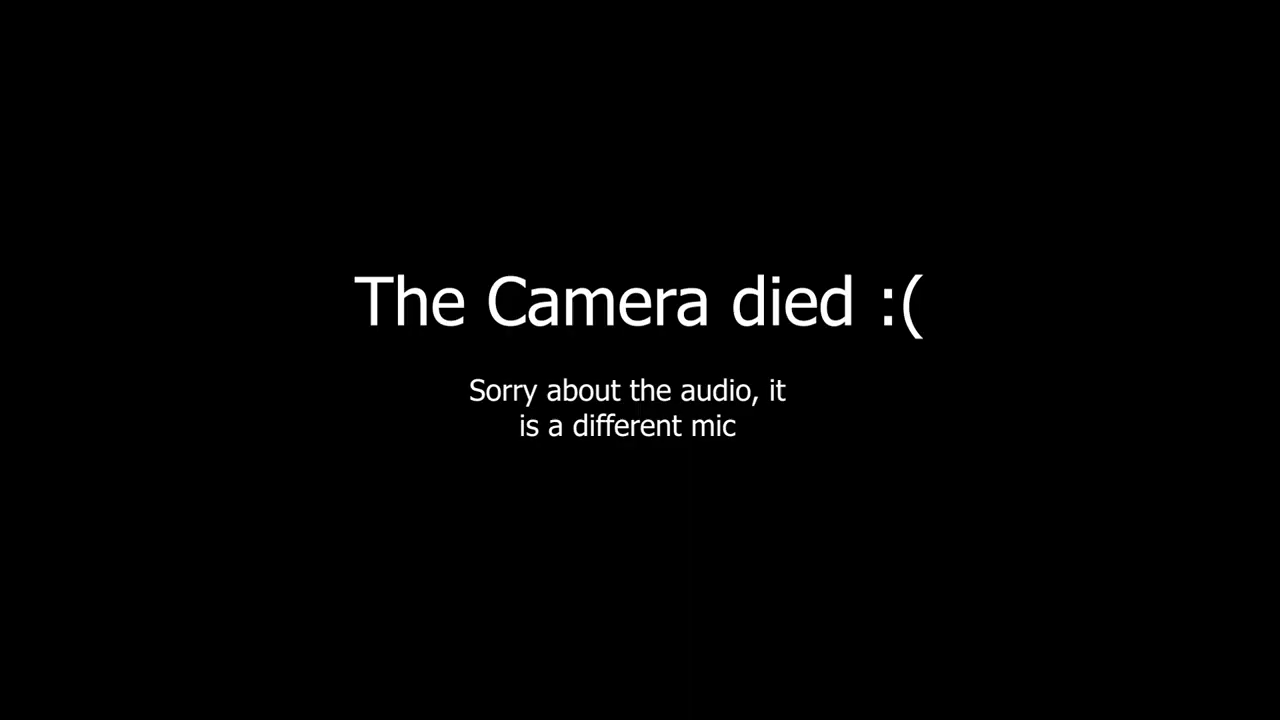 The Camera died :(
Sorry about the audio, it
is a different mic